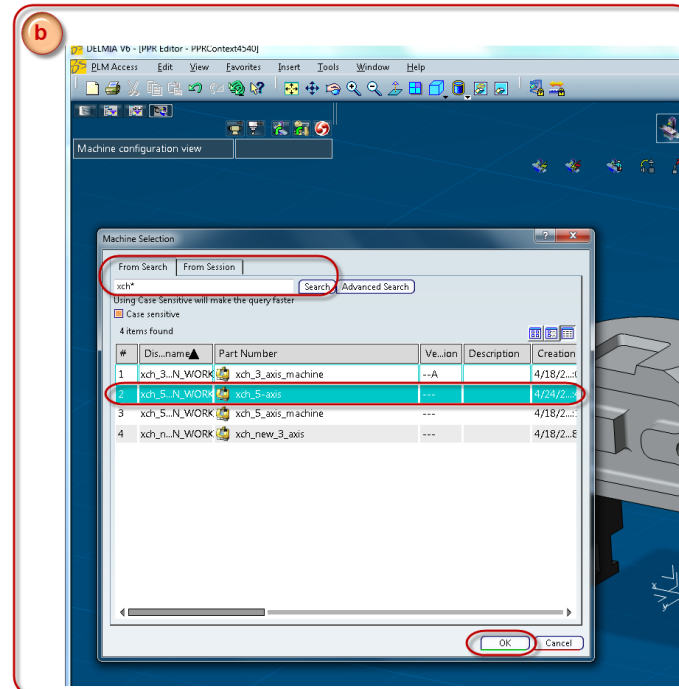 b
DELMIA V6 - [PPR Editor - PPRContext4540]
PLM Access Edit View Favorites Insert Tools Window Help
Machine configuration view
Machine Selection
From Search From Session
xch* Search Advanced Search
Using Case Sensitive will make the query faster
Case sensitive
4 items found
# Dis...name Part Number Ve...ion Description Creation
1 xch_3...N_WORK xch_3_axis_machine --A 4/18/2...:
2 xch_5...N_WORK xch_5-axis --- 4/24/2...
3 xch_5...N_WORK xch_5_axis_machine --- 4/18/2...:
4 xch_n...N_WORK xch_new_3_axis --- 4/18/2...8
OK Cancel
x y